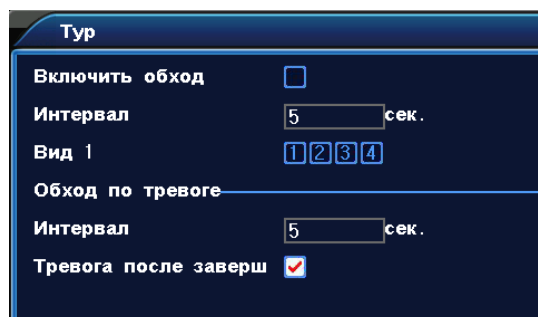 Тур
Включить обход
Интервал 5 сек.
Вид 1 1 2 3 4
Обход по тревоге
Интервал 5 сек.
Тревога после заверш